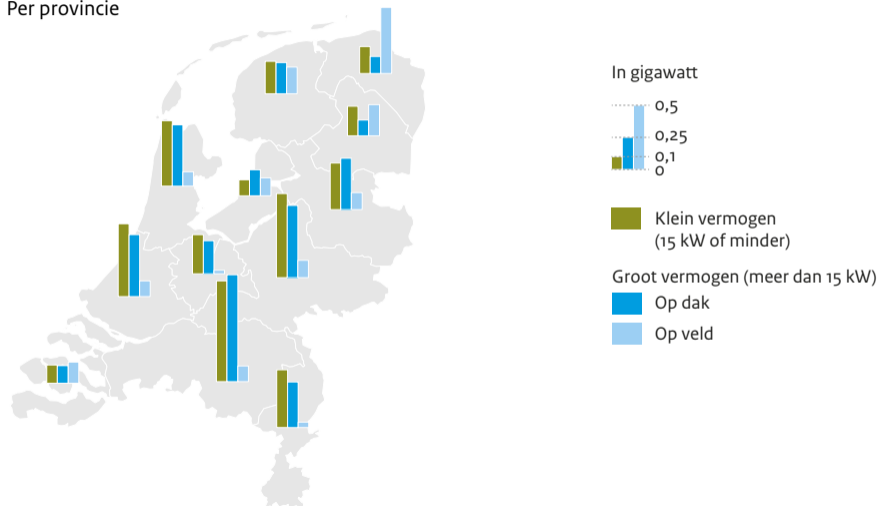 Per provincie
In gigawatt
0,5
0,25
0,1
0
Klein vermogen
(15 kW of minder)
Groot vermogen (meer dan 15 kW)
Op dak
Op veld